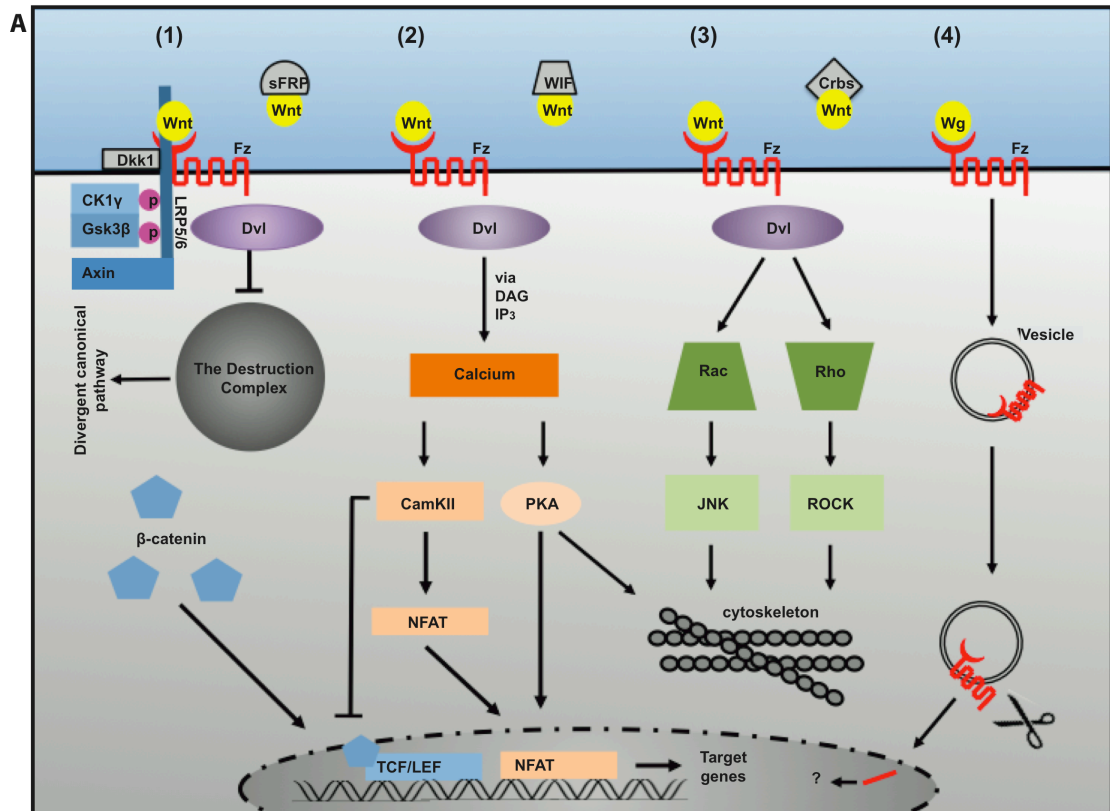 A
(1)
(2)
(3)
(4)
sFRP
Wnt
WIF
Wnt
Crbs
Wnt
Wnt
Wnt
Wnt
Wg
Fz
Fz
Fz
Fz
Dkk1
CK1γ
p
Gsk3β
p
LRP5/6
Axin
Dvl
Dvl
Dvl
via
DAG
IP3
Vesicle
The Destruction
Complex
Divergent canonical
pathway
Calcium
Rac
Rho
CamKII
PKA
JNK
ROCK
β-catenin
NFAT
cytoskeleton
TCF/LEF
NFAT
Target
genes
?